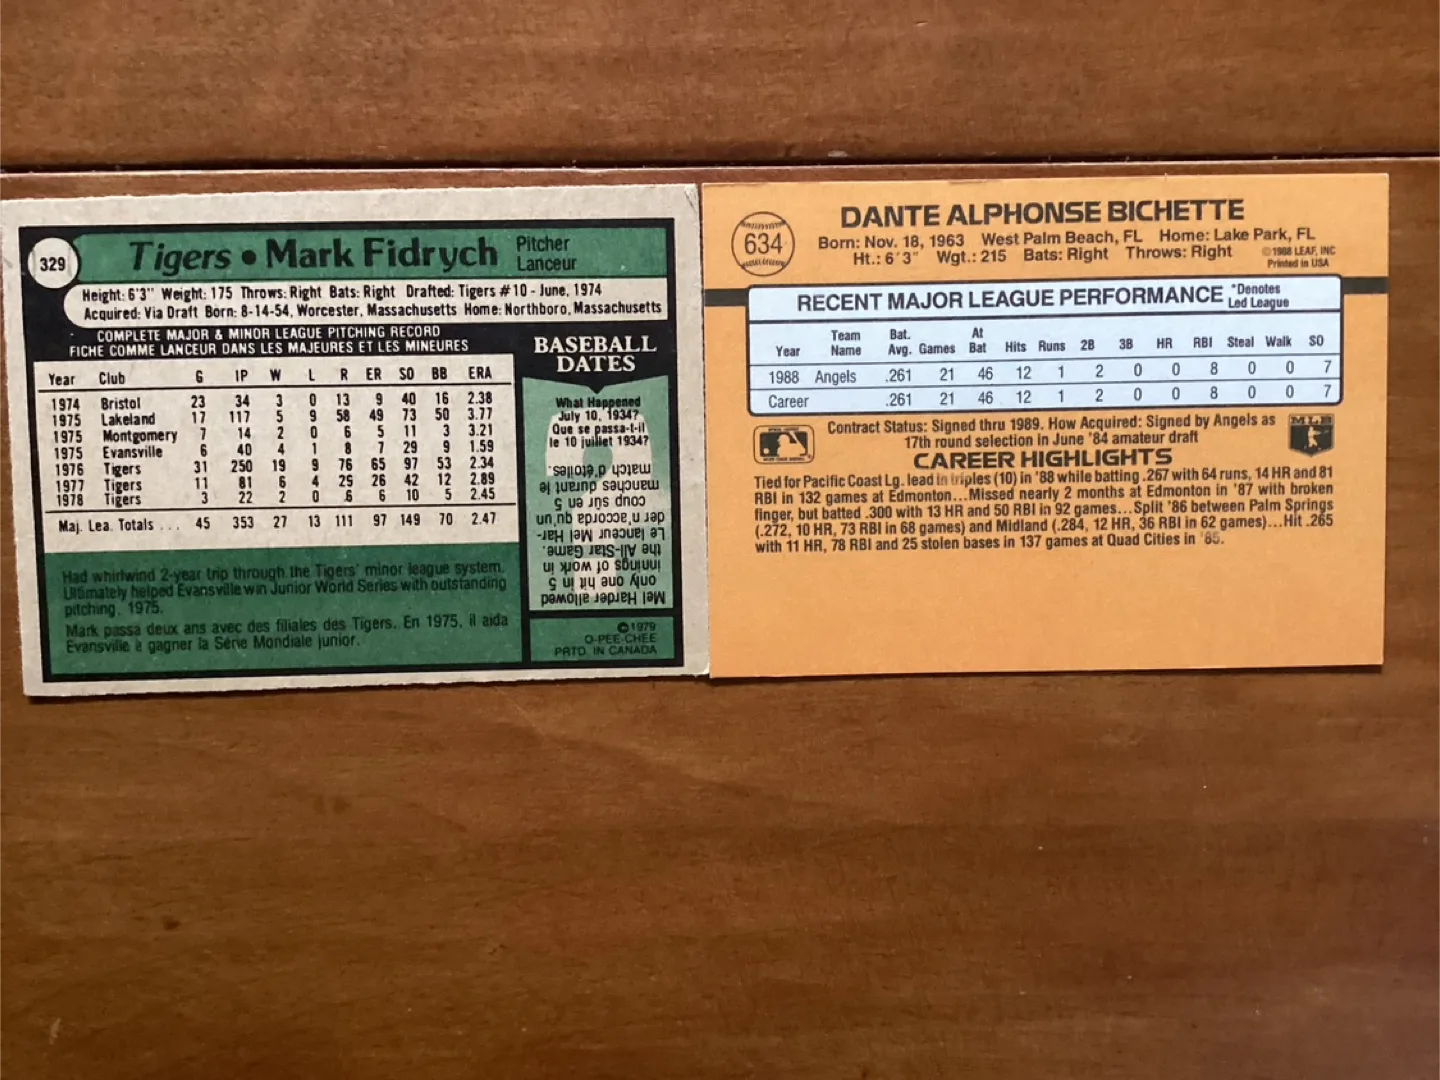 329
Tigers • Mark Fidrych
Pitcher
Lanceur
Height: 6'3" Weight: 175 Throws: Right Bats: Right Drafted: Tigers #10 - June, 1974
Acquired: Via Draft Born: 8-14-54, Worcester, Massachusetts Home: Northboro, Massachusetts
COMPLETE MAJOR & MINOR LEAGUE PITCHING RECORD
FICHE COMME LANCEUR DANS LES MAJEURES ET LES MINEURES
Year Club G IP W L R ER SO BB ERA
1974 Bristol 23 34 3 0 13 9 40 16 2.38
1975 Lakeland 17 117 5 9 58 49 73 50 3.77
1975 Montgomery 7 14 2 0 6 5 11 3 3.21
1975 Evansville 6 40 4 1 8 7 29 9 1.59
1976 Tigers 31 250 19 9 76 65 97 53 2.34
1977 Tigers 11 81 6 4 29 26 42 12 2.89
1978 Tigers 3 22 2 0 6 6 10 5 2.45
Maj. Lea. Totals ... 45 353 27 13 111 97 149 70 2.47
Had whirlwind 2-year trip through the Tigers' minor league system.
Ultimately helped Evansville win Junior World Series with outstanding
pitching, 1975.
Mark passa deux ans avec des filiales des Tigers. En 1975, il aida
Evansville à gagner la Série Mondiale junior.
BASEBALL
DATES
What Happened
July 10, 1934?
Que se passa-t-il
le 10 juillet 1934?
Mel Harder allowed
only one hit in 5
innings of work in
the All-Star Game.
Le lanceur Mel Har-
der n'accorda qu'un
coup sûr en 5
manches durant le
match d'étoiles.
©1979
O-PEE-CHEE
PRTD. IN CANADA
634
DANTE ALPHONSE BICHETTE
Born: Nov. 18, 1963 West Palm Beach, FL Home: Lake Park, FL
Ht.: 6'3" Wgt.: 215 Bats: Right Throws: Right
©1988 LEAF, INC
Printed in USA
RECENT MAJOR LEAGUE PERFORMANCE
*Denotes
Led League
Year Team Name Bat. Avg. Games At Bat Hits Runs 2B 3B HR RBI Steal Walk SO
1988 Angels .261 21 46 12 1 2 0 0 8 0 0 7
Career .261 21 46 12 1 2 0 0 8 0 0 7
Contract Status: Signed thru 1989. How Acquired: Signed by Angels as
17th round selection in June '84 amateur draft
MLB
CAREER HIGHLIGHTS
Tied for Pacific Coast Lg. lead in triples (10) in '88 while batting .267 with 64 runs, 14 HR and 81
RBI in 132 games at Edmonton...Missed nearly 2 months at Edmonton in '87 with broken
finger, but batted .300 with 13 HR and 50 RBI in 92 games...Split '86 between Palm Springs
(.272, 10 HR, 73 RBI in 68 games) and Midland (.284, 12 HR, 36 RBI in 62 games)...Hit .265
with 11 HR, 78 RBI and 25 stolen bases in 137 games at Quad Cities in '85.